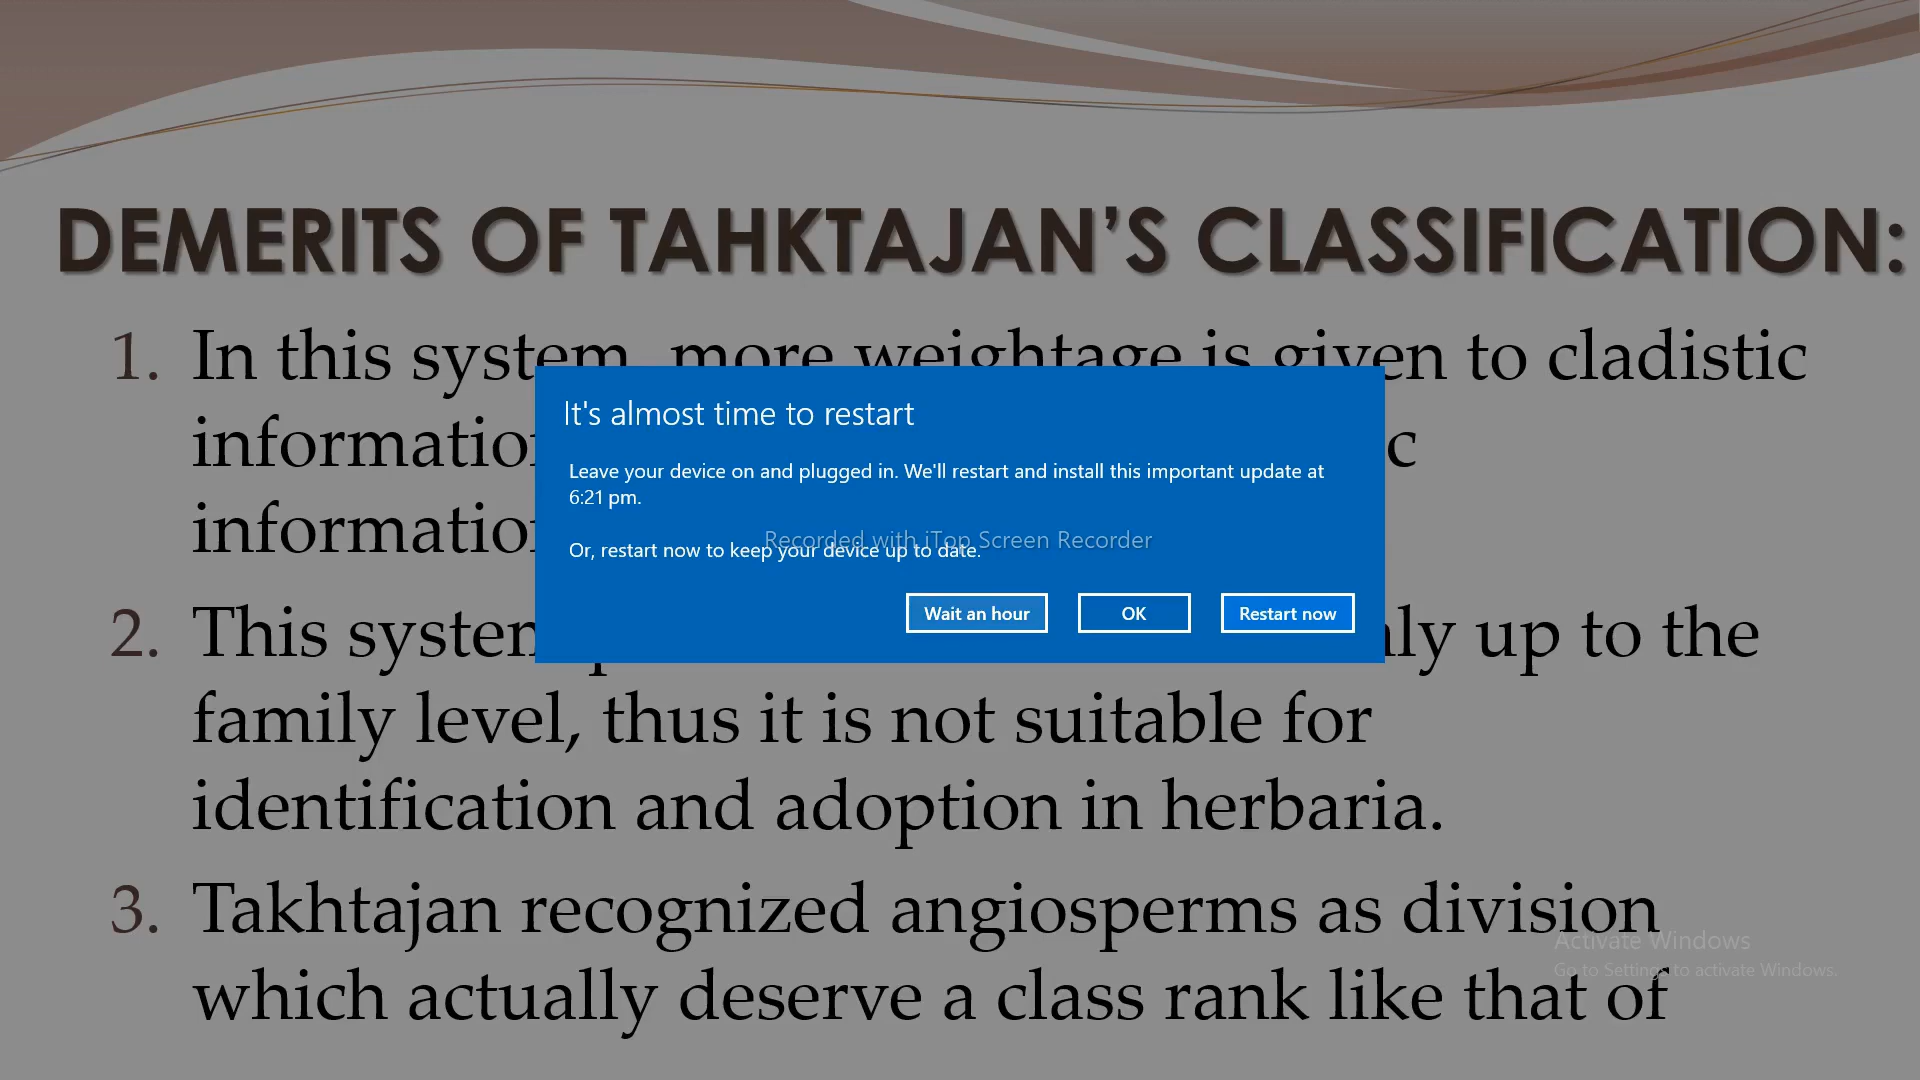 DEMERITS OF TAHKTAJAN’S CLASSIFICATION:
1. In this system, more weightage is given to cladistic
information c
information
It's almost time to restart
Leave your device on and plugged in. We'll restart and install this important update at
6:21 pm.
Recorded with iTop Screen Recorder
Or, restart now to keep your device up to date.
Wait an hour OK Restart now
2. This system up to the
family level, thus it is not suitable for
identification and adoption in herbaria.
3. Takhtajan recognized angiosperms as division
which actually deserve a class rank like that of
Activate Windows
Go to Settings to activate Windows.